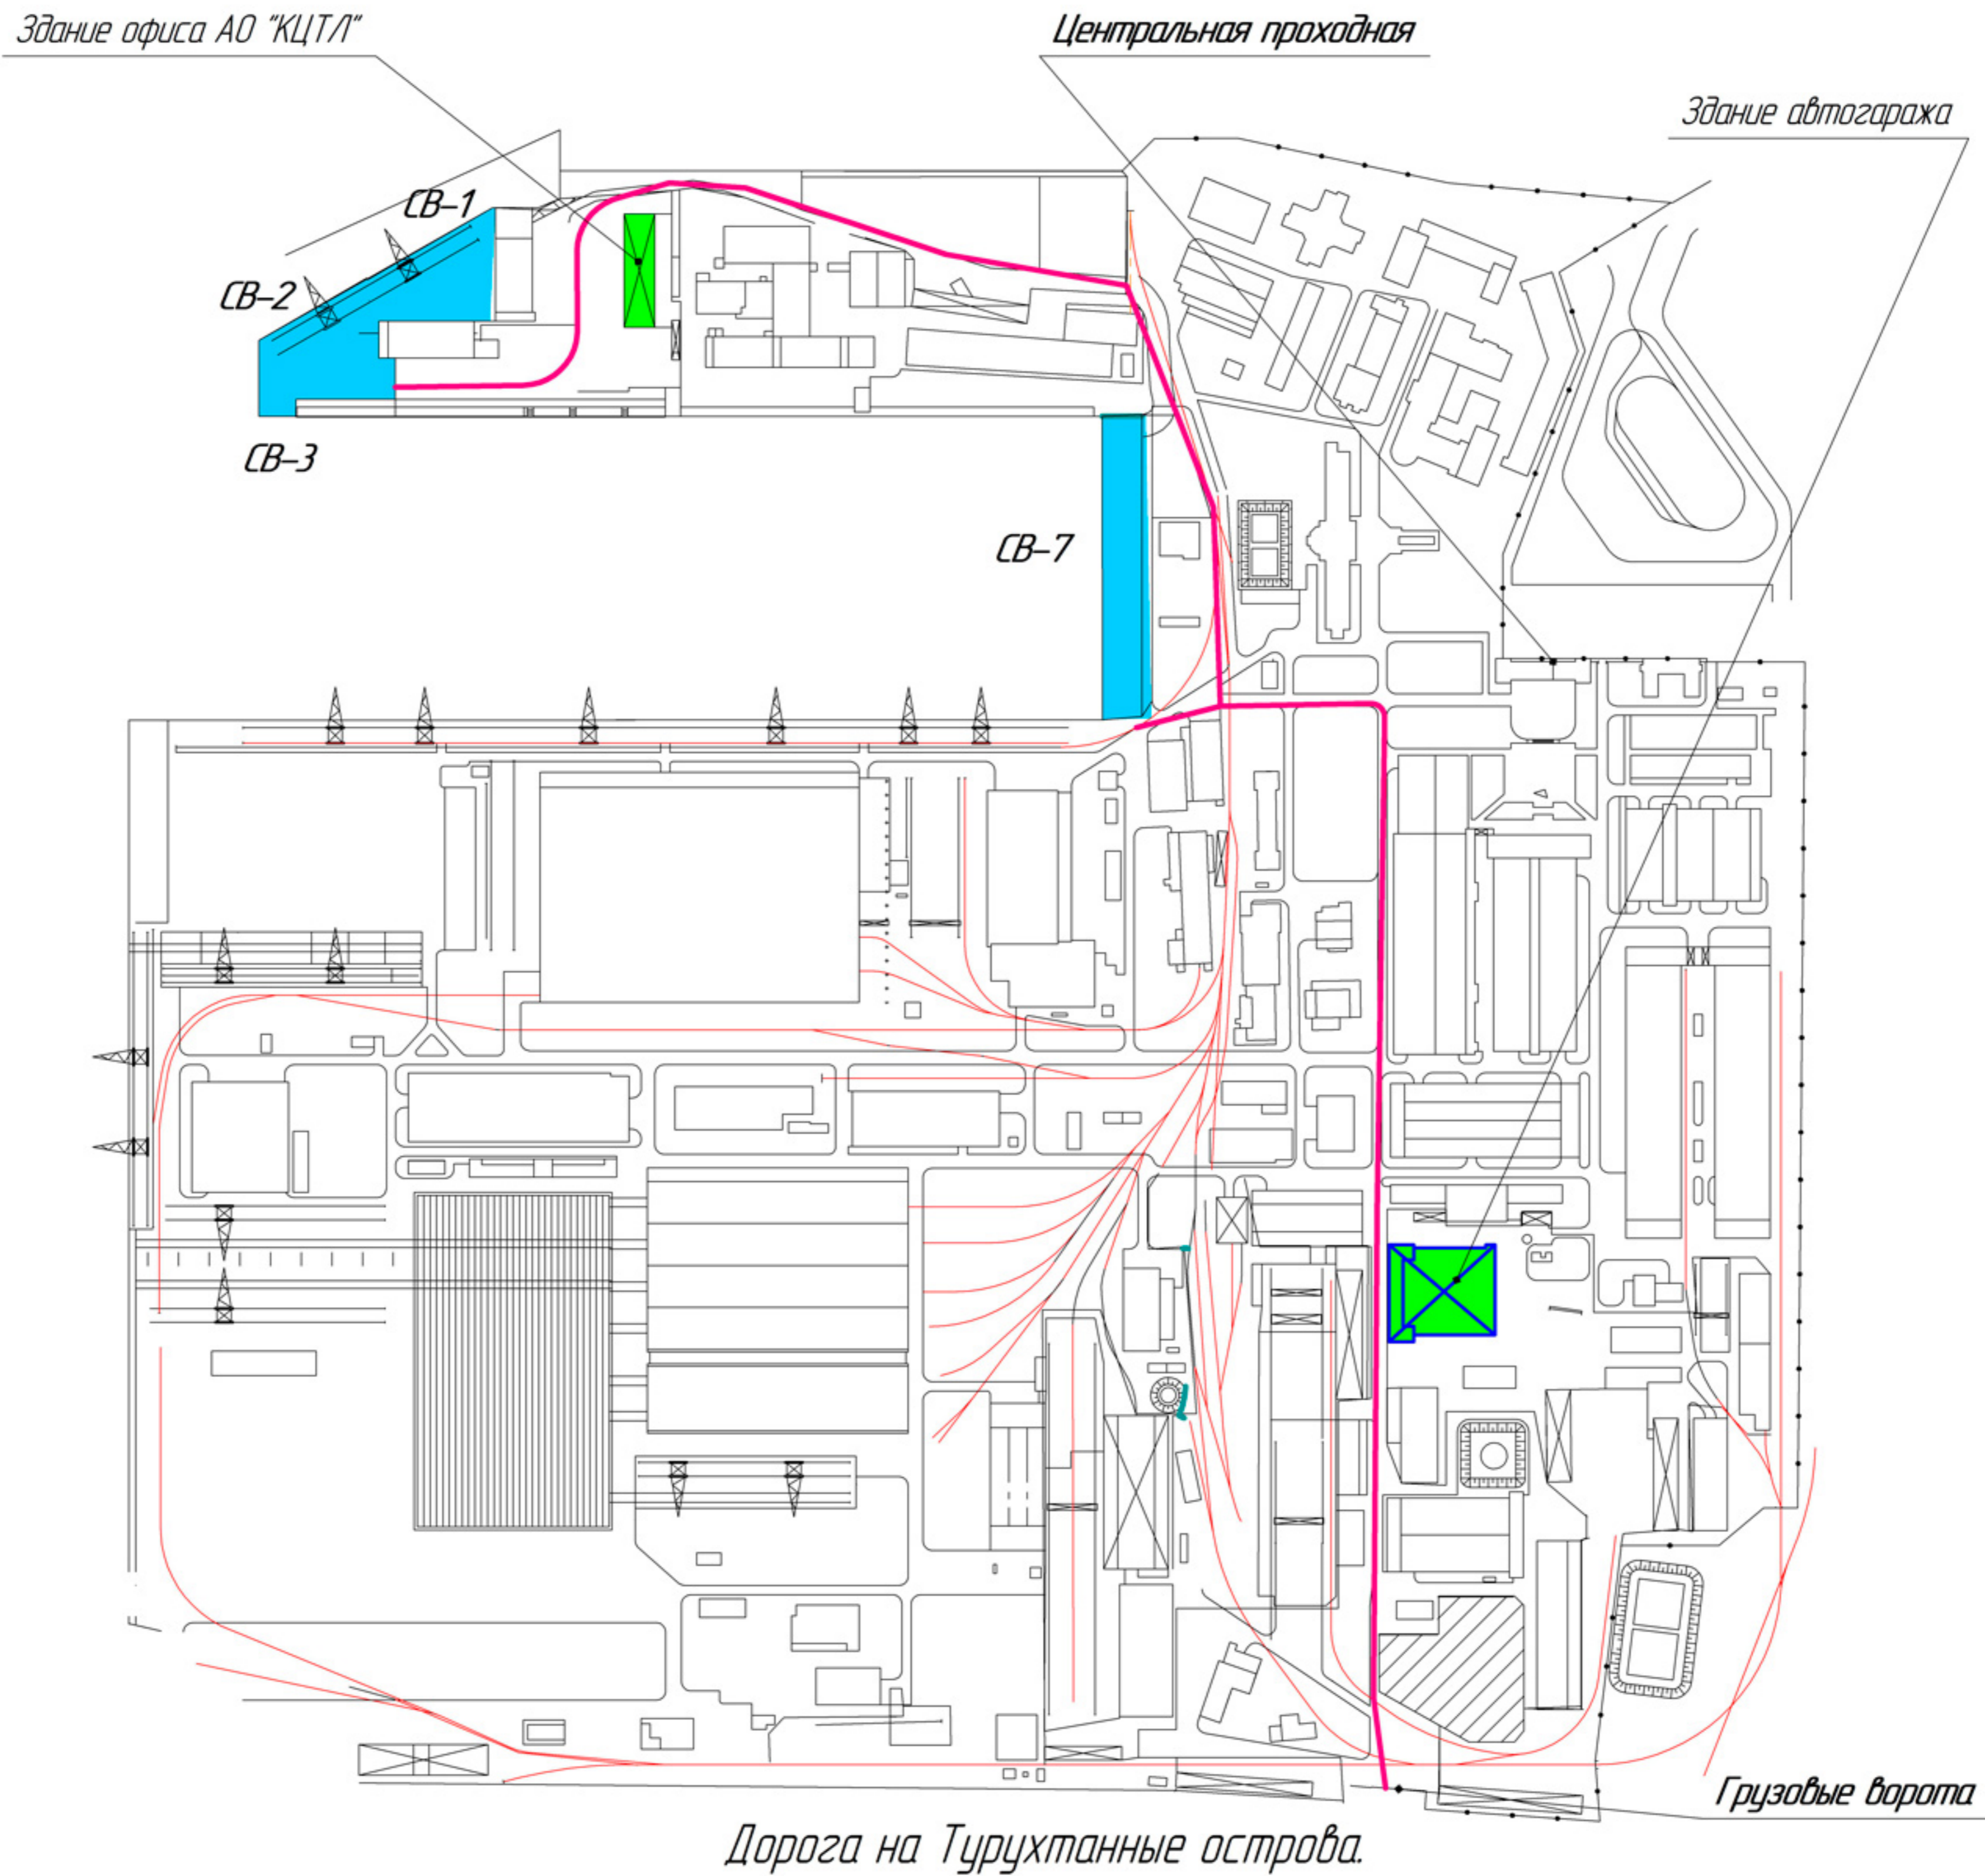 Здание офиса АО "КЦТЛ"
Центральная проходная
Здание автогаража
СВ-1
СВ-2
СВ-3
СВ-7
Грузовые ворота
Дорога на Турухтанные острова.